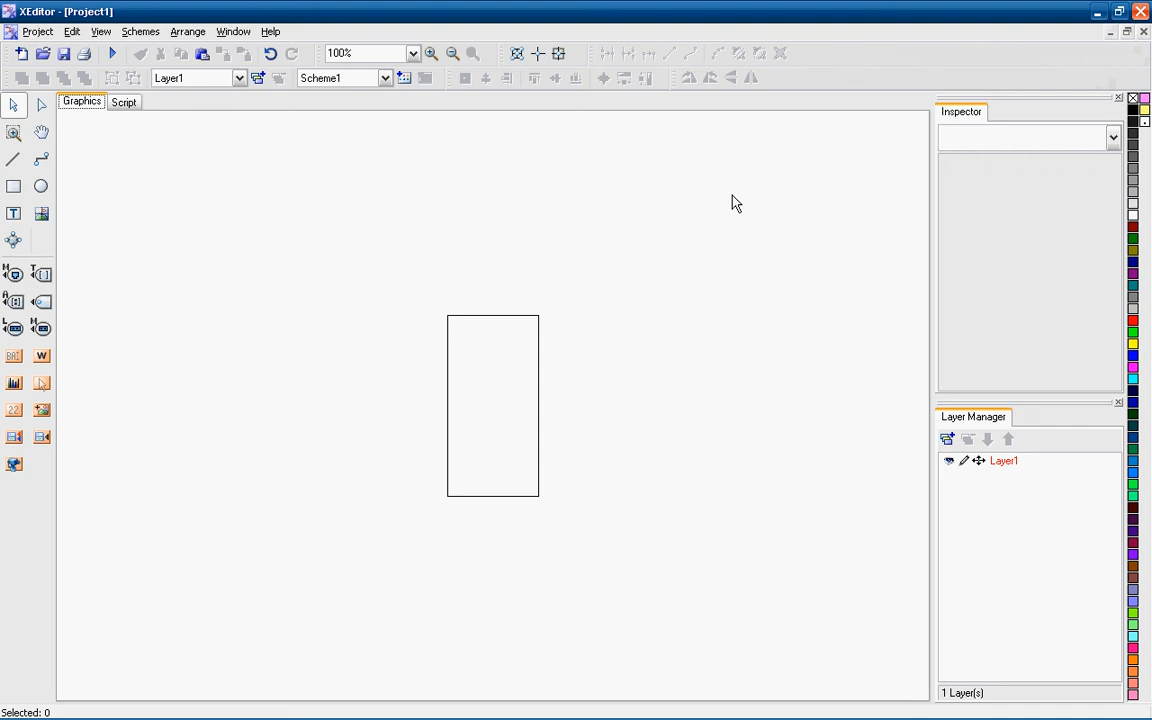 XEditor - [Project1]
Project Edit View Schemes Arrange Window Help
100%
Layer1 Scheme1
Graphics Script
Inspector
T
M T
A
L M
W
22
Layer Manager
Layer1
1 Layer(s)
Selected: 0